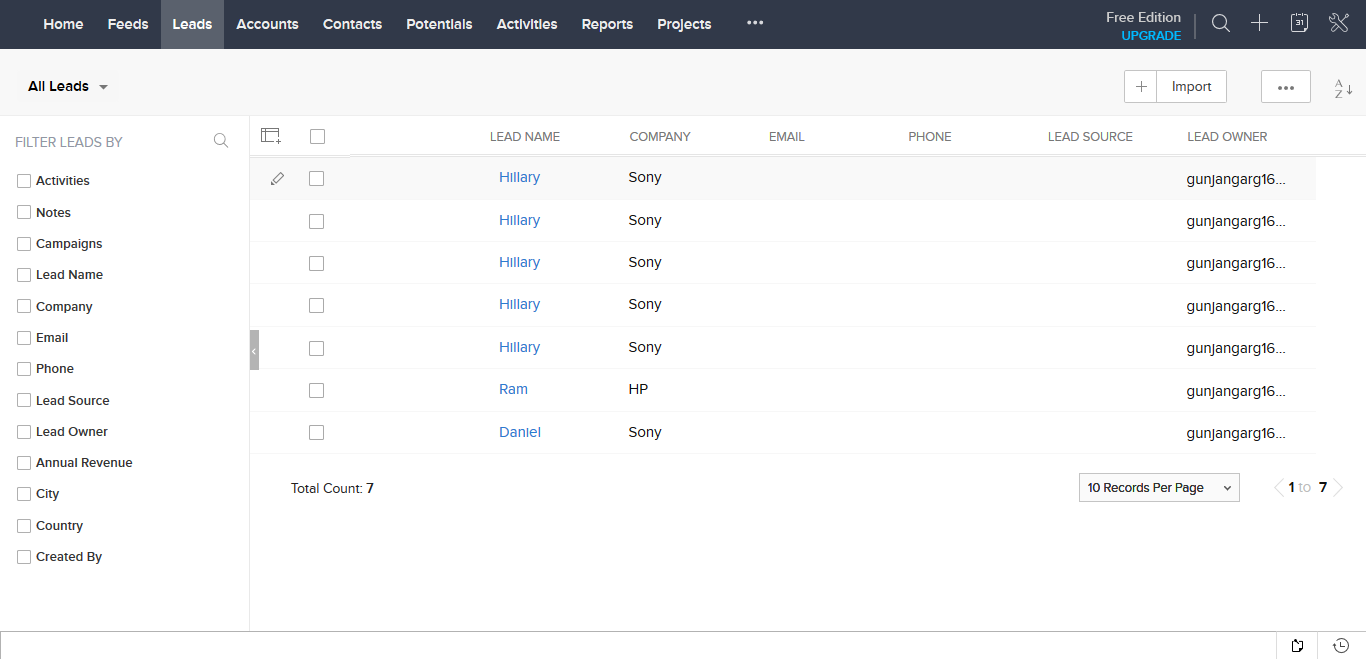 Home Feeds Leads Accounts Contacts Potentials Activities Reports Projects ••• Free Edition
UPGRADE
31
All Leads
Import •••
A
Z
FILTER LEADS BY
LEAD NAME COMPANY EMAIL PHONE LEAD SOURCE LEAD OWNER
Activities
Notes
Campaigns
Lead Name
Company
Email
Phone
Lead Source
Lead Owner
Annual Revenue
City
Country
Created By
Hillary Sony gunjangarg16...
Hillary Sony gunjangarg16...
Hillary Sony gunjangarg16...
Hillary Sony gunjangarg16...
Hillary Sony gunjangarg16...
Ram HP gunjangarg16...
Daniel Sony gunjangarg16...
Total Count: 7 10 Records Per Page 1 to 7